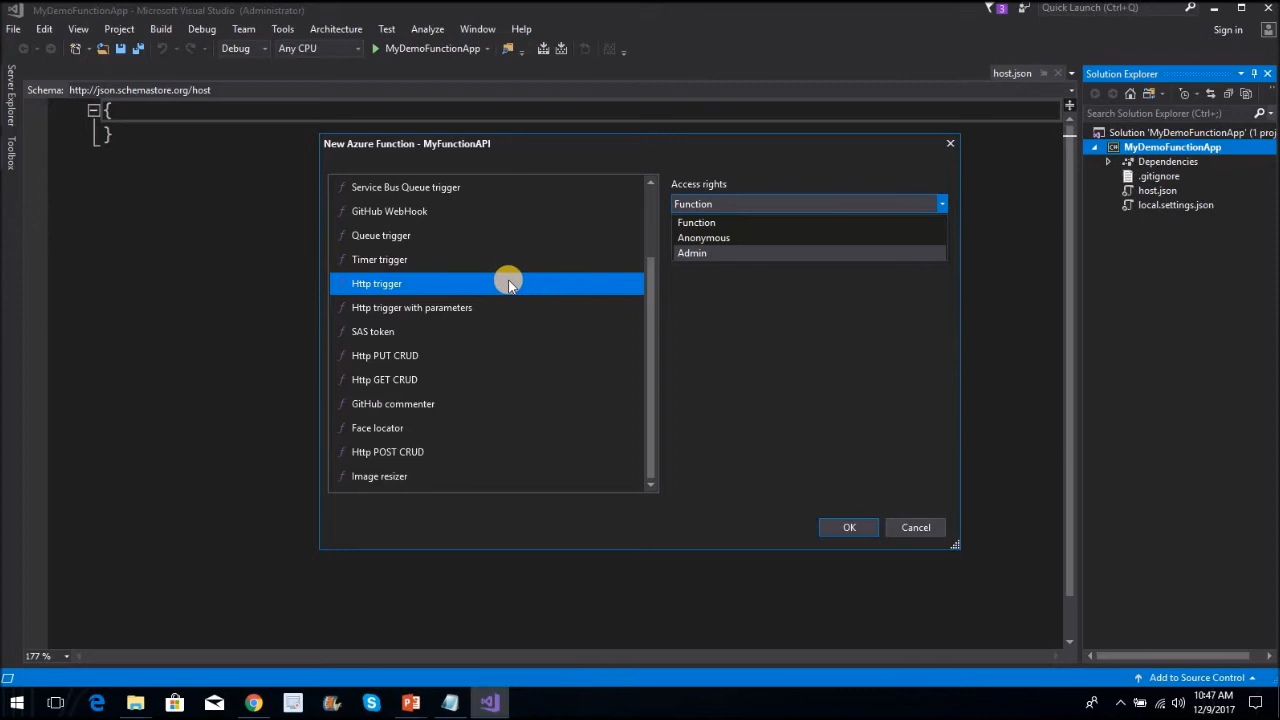 MyDemoFunctionApp - Microsoft Visual Studio (Administrator)
3
Quick Launch (Ctrl+Q)
File Edit View Project Build Debug Team Tools Architecture Test Analyze Window Help
Sign in
Debug Any CPU MyDemoFunctionApp
Server Explorer
Toolbox
host.json
Schema: http://json.schemastore.org/host
{
}
New Azure Function - MyFunctionAPI
Service Bus Queue trigger
GitHub WebHook
Queue trigger
Timer trigger
Http trigger
Http trigger with parameters
SAS token
Http PUT CRUD
Http GET CRUD
GitHub commenter
Face locator
Http POST CRUD
Image resizer
Access rights
Function
Function
Anonymous
Admin
OK Cancel
Solution Explorer
Search Solution Explorer (Ctrl+;)
Solution 'MyDemoFunctionApp' (1 proj
MyDemoFunctionApp
Dependencies
.gitignore
host.json
local.settings.json
177 %
Add to Source Control
10:47 AM
12/9/2017